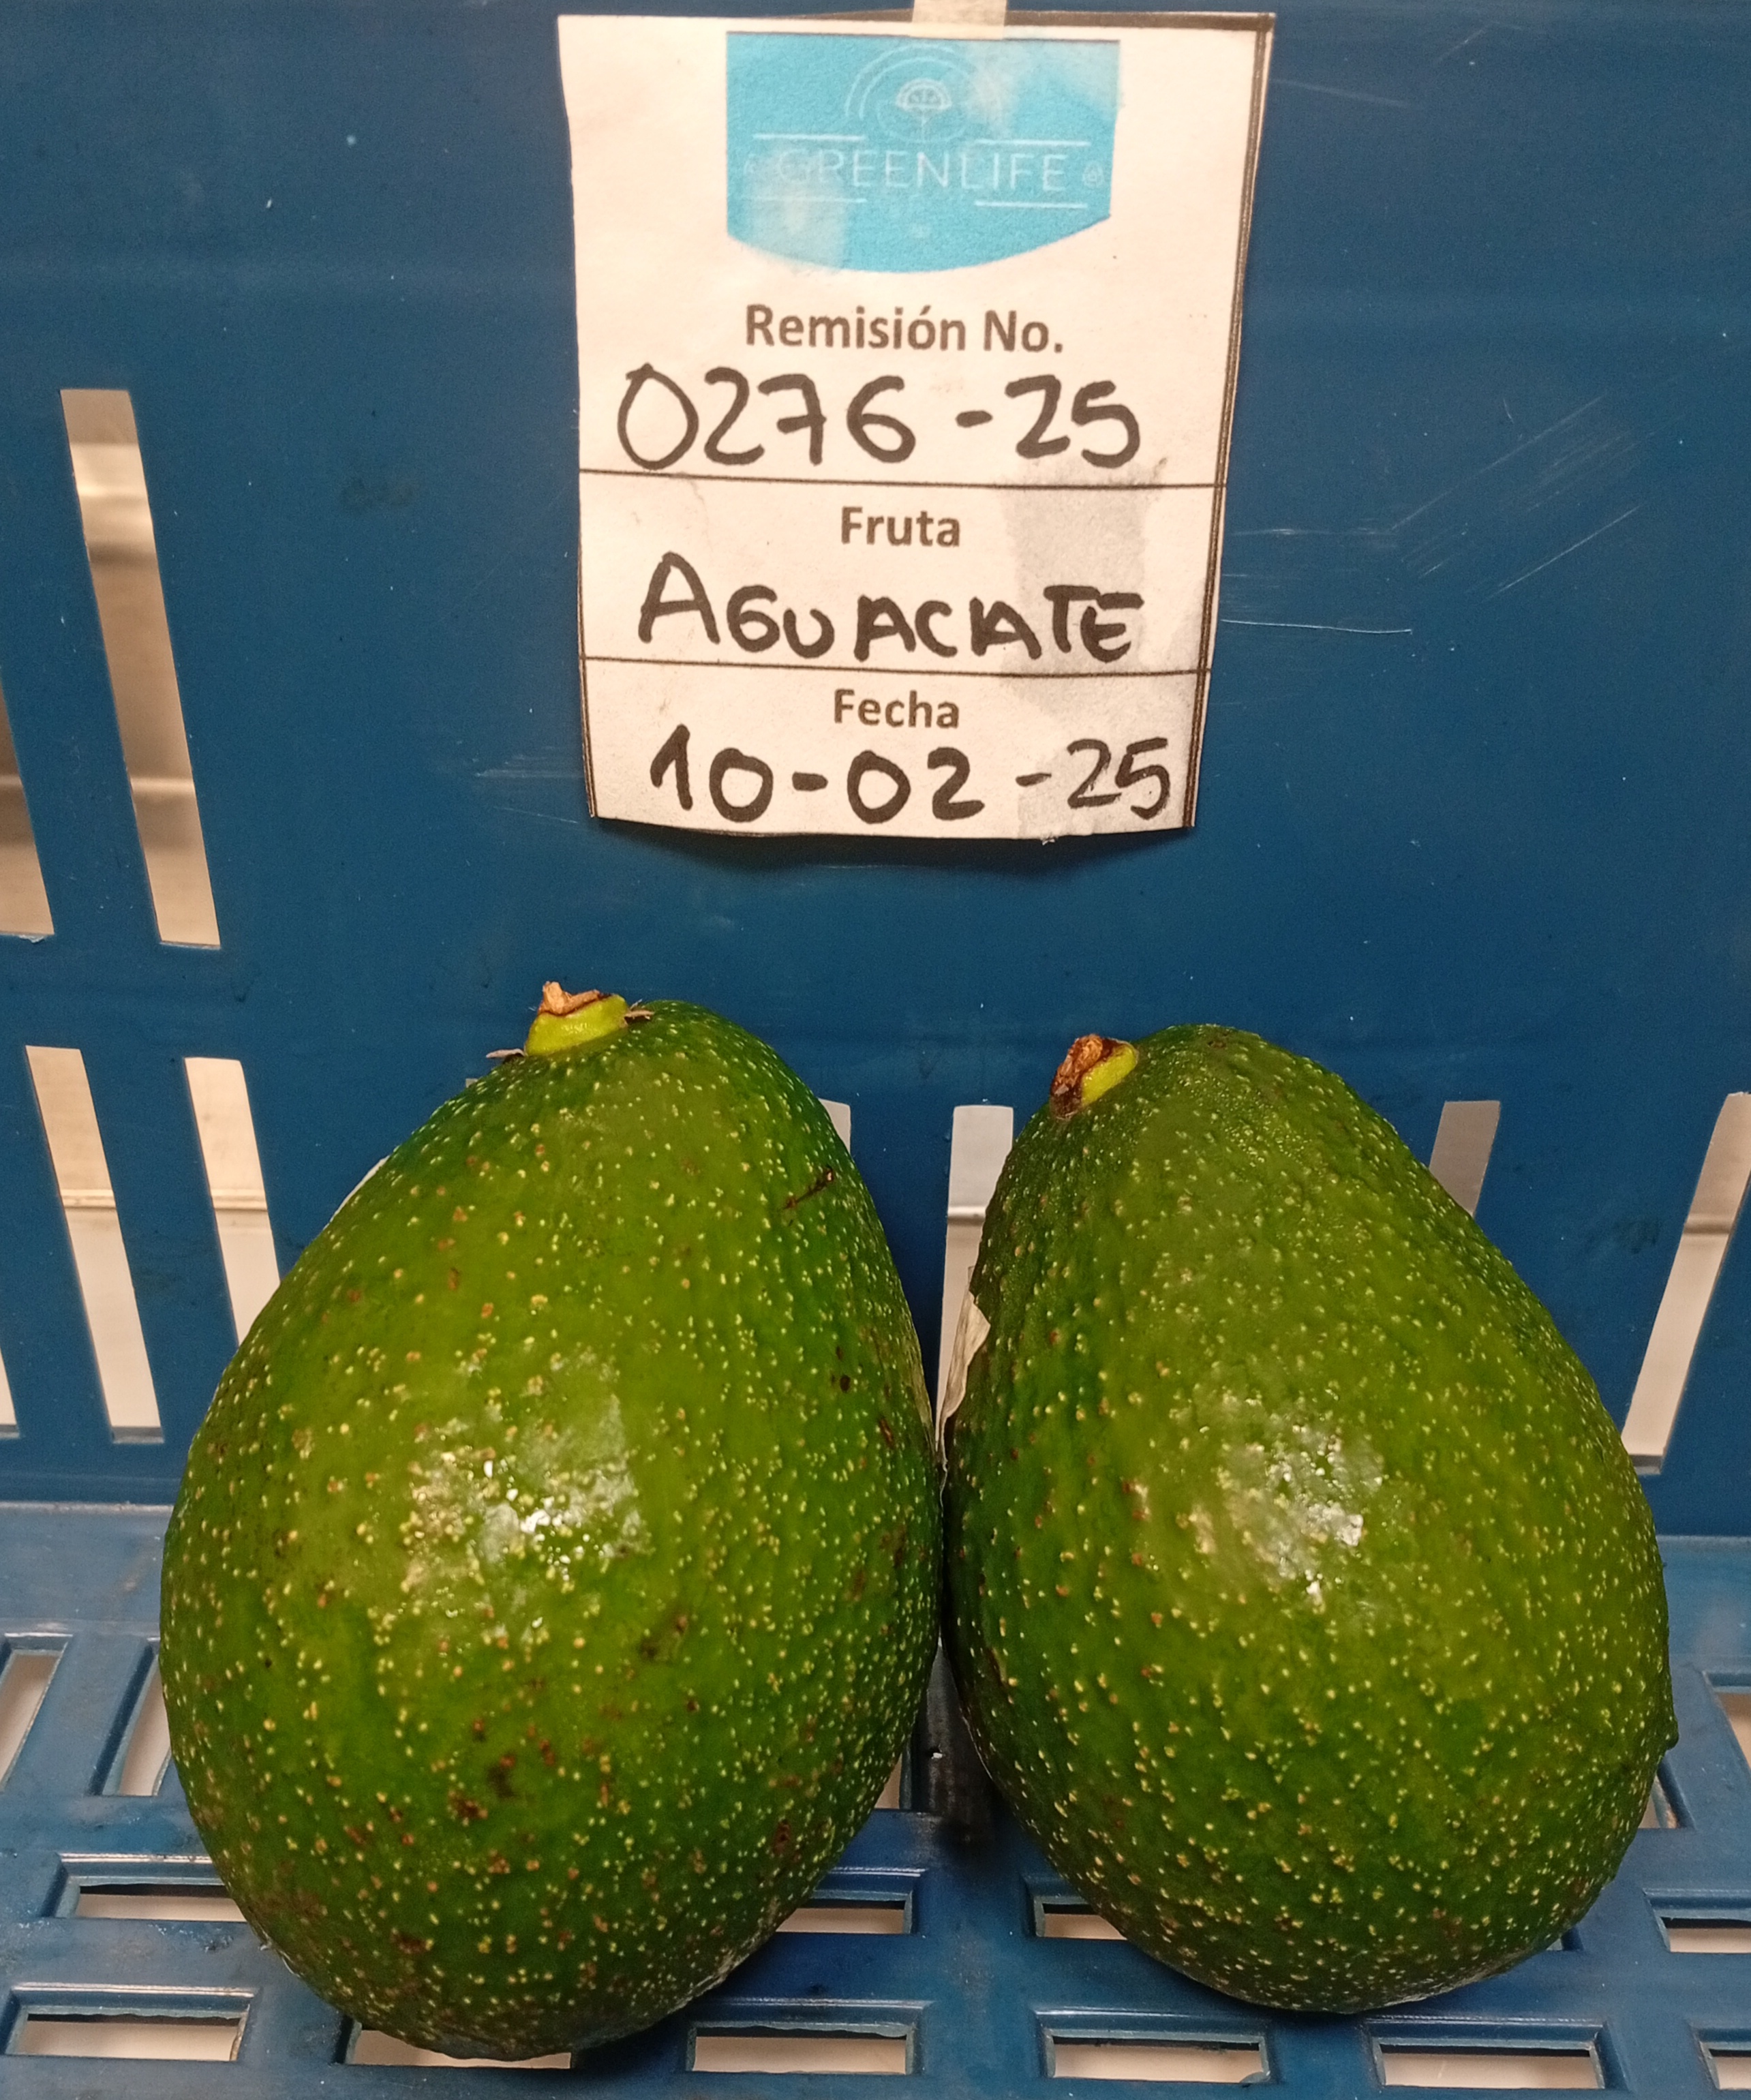 GREENLIFE
Remisión No.
0276-25
Fruta
AGUACATE
Fecha
10-02-25